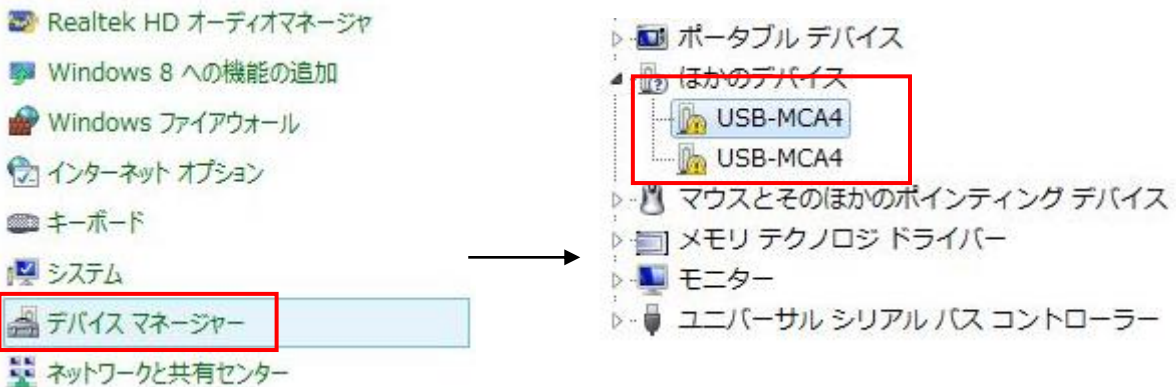 Realtek HD オーディオマネージャ
Windows 8 への機能の追加
Windows ファイアウォール
インターネット オプション
キーボード
システム
デバイス マネージャー
ネットワークと共有センター
ポータブル デバイス
ほかのデバイス
USB-MCA4
USB-MCA4
マウスとそのほかのポインティング デバイス
メモリ テクノロジ ドライバー
モニター
ユニバーサル シリアル バス コントローラー